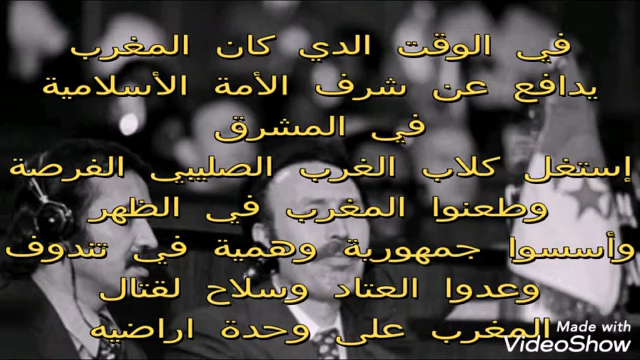 في الوقت الدي كان المغرب
يدافع عن شرف الأمة الأسلامية
في المشرق
إستغل كلاب الغرب الصليبي الفرصة
وطعنوا المغرب في الظهر
وأسسوا جمهورية وهمية في تندوف
وعدوا العتاد وسلاح لقتال
المغرب على وحدة اراضيه
Made with
VideoShow